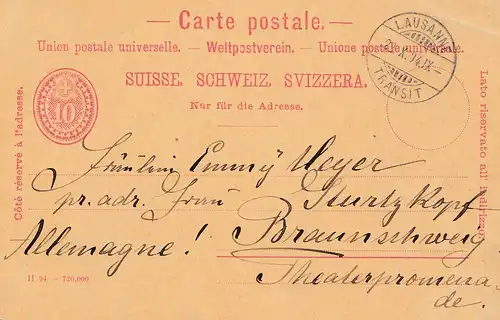 — Carte postale. —
Union postale universelle. — Weltpostverein. — Unione postale universale.
SUISSE. SCHWEIZ. SVIZZERA.
Nur für die Adresse.
Côté réservé à l'adresse.
Lato riservato all' indirizzo.
10
LAUSANNE
TRANSIT
Fräulein Emmy Meyer
pr. adr. Frau Sturtzkopf
Allemagne! Braunschweig
Theaterpromena-
de.
II 94. — 720,000